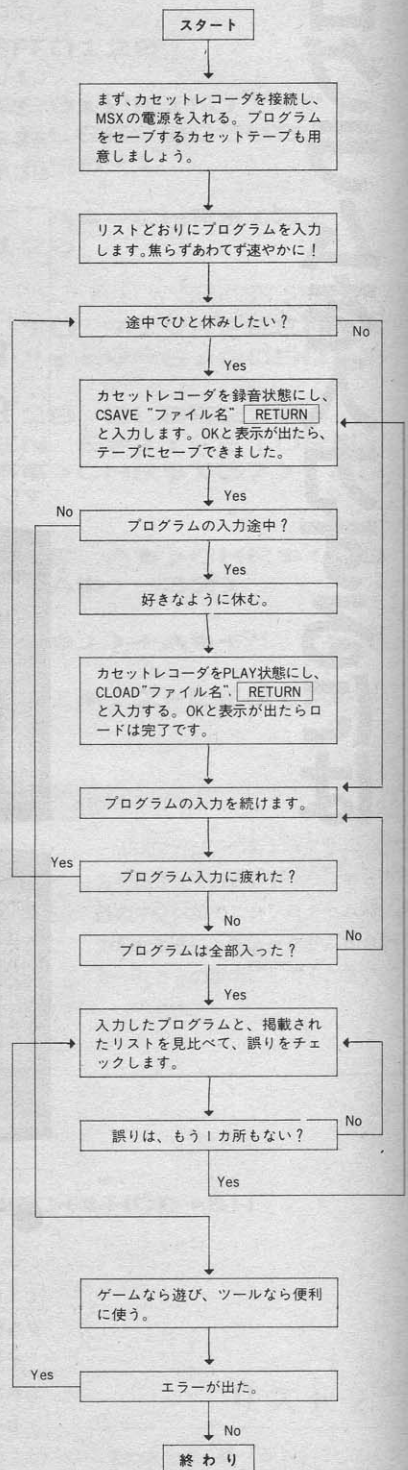 スタート
まず、カセットレコーダを接続し、
MSXの電源を入れる。プログラム
をセーブするカセットテープも用
意しましょう。
リストどおりにプログラムを入力
します。焦らずあわてず速やかに！
途中でひと休みしたい？
No
Yes
カセットレコーダを録音状態にし、
CSAVE "ファイル名" RETURN
と入力します。OKと表示が出たら、
テープにセーブできました。
Yes
No
プログラムの入力途中？
Yes
好きなように休む。
カセットレコーダをPLAY状態にし、
CLOAD"ファイル名", RETURN
と入力する。OKと表示が出たらロ
ードは完了です。
プログラムの入力を続けます。
Yes
プログラム入力に疲れた？
No
プログラムは全部入った？
No
Yes
入力したプログラムと、掲載され
たリストを見比べて、誤りをチェ
ックします。
誤りは、もう1カ所もない？
No
Yes
ゲームなら遊び、ツールなら便利
に使う。
Yes
エラーが出た。
No
終わり